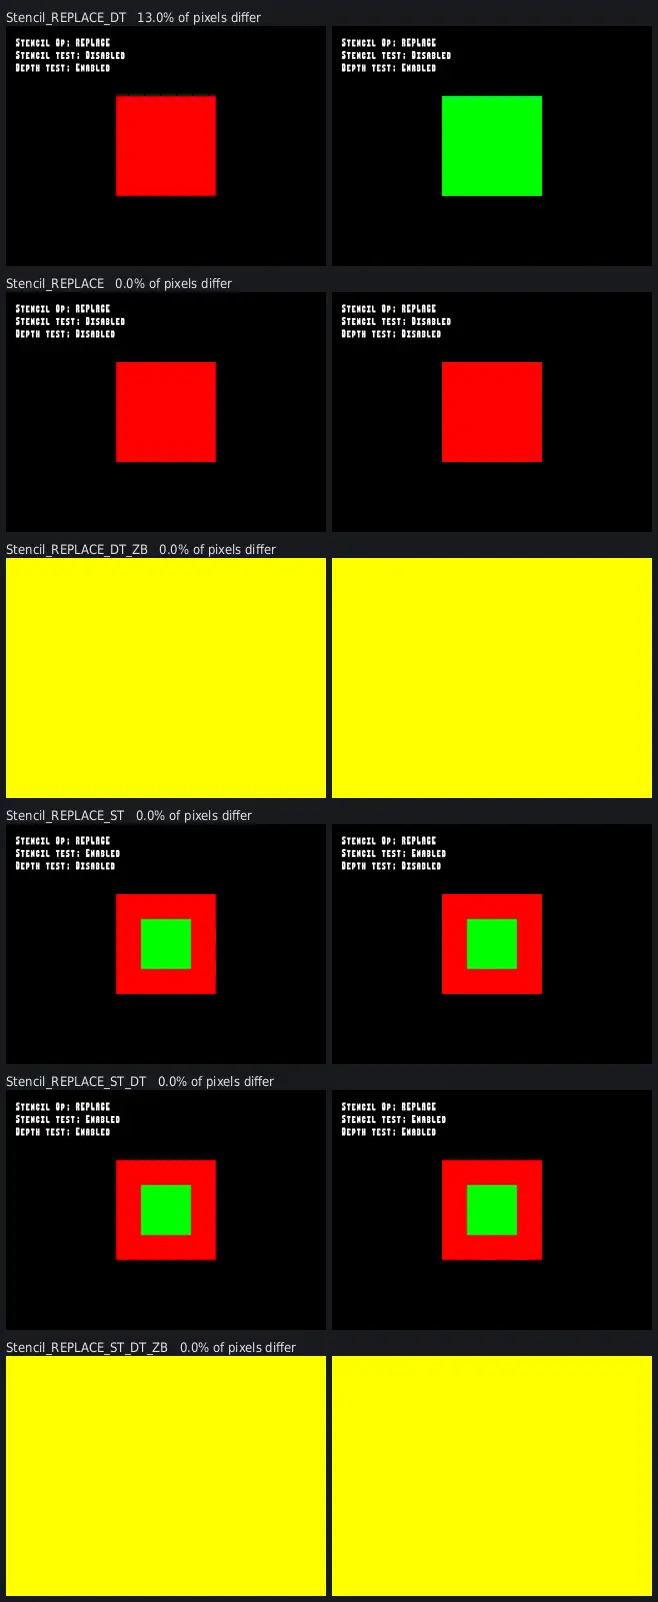 Stencil_REPLACE_DT 13.0% of pixels differ
Stencil Op: REPLACE
Stencil test: Disabled
Depth test: Enabled
Stencil Op: REPLACE
Stencil test: Disabled
Depth test: Enabled
Stencil_REPLACE 0.0% of pixels differ
Stencil Op: REPLACE
Stencil test: Disabled
Depth test: Disabled
Stencil Op: REPLACE
Stencil test: Disabled
Depth test: Disabled
Stencil_REPLACE_DT_ZB 0.0% of pixels differ
Stencil_REPLACE_ST 0.0% of pixels differ
Stencil Op: REPLACE
Stencil test: Enabled
Depth test: Disabled
Stencil Op: REPLACE
Stencil test: Enabled
Depth test: Disabled
Stencil_REPLACE_ST_DT 0.0% of pixels differ
Stencil Op: REPLACE
Stencil test: Enabled
Depth test: Enabled
Stencil Op: REPLACE
Stencil test: Enabled
Depth test: Enabled
Stencil_REPLACE_ST_DT_ZB 0.0% of pixels differ